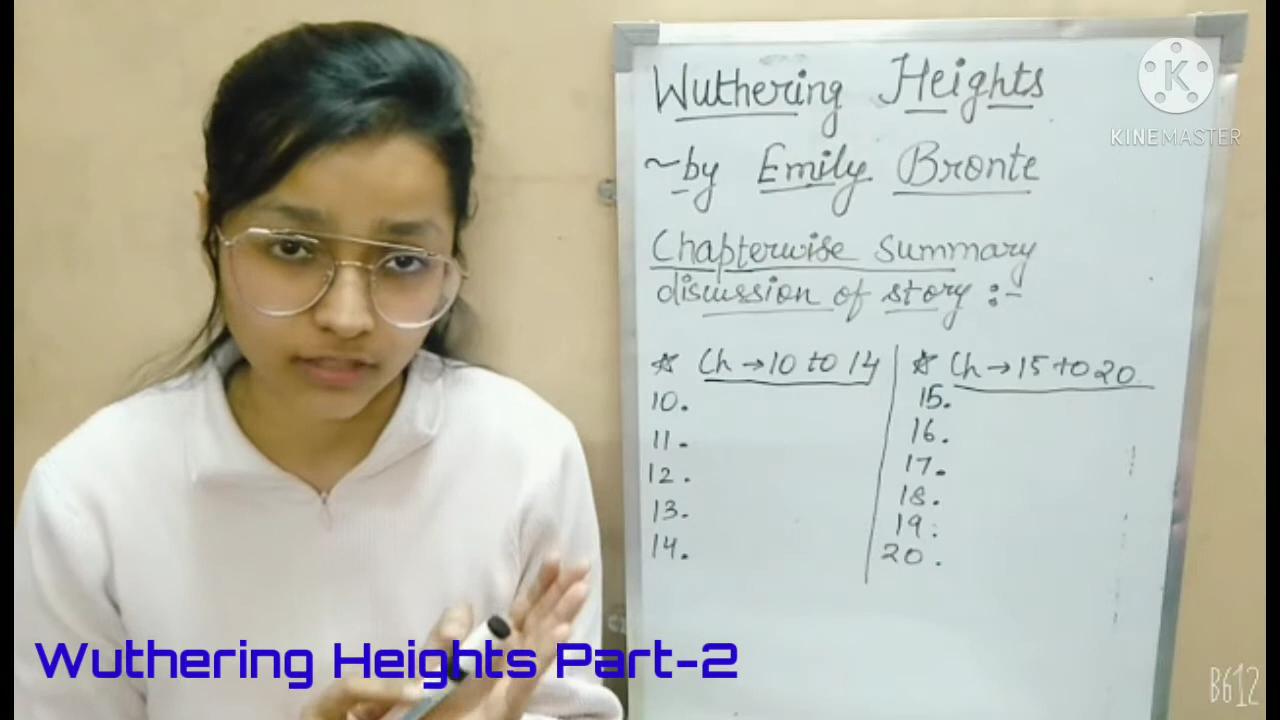 Wuthering Heights
~by Emily Bronte
Chapterwise summary
discussion of story :-
☆ Ch → 10 to 14
10.
11.
12.
13.
14.
☆ Ch → 15 to 20
15.
16.
17.
18.
19.
20.
K
KINEMASTER
Wuthering Heights Part-2
B612